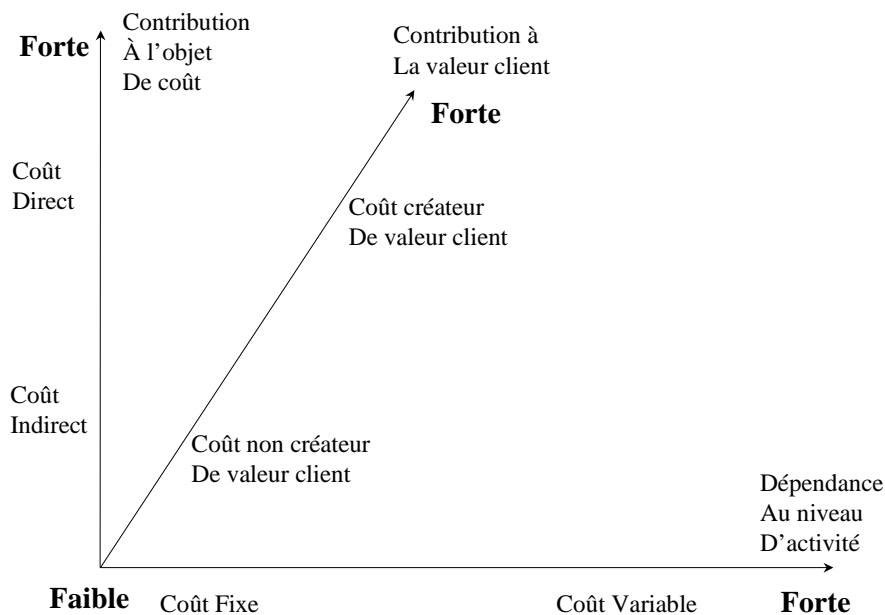 Contribution
À l'objet
De coût
Forte
Contribution à
La valeur client
Forte
Coût
Direct
Coût créateur
De valeur client
Coût
Indirect
Coût non créateur
De valeur client
Dépendance
Au niveau
D'activité
Faible
Coût Fixe
Coût Variable
Forte